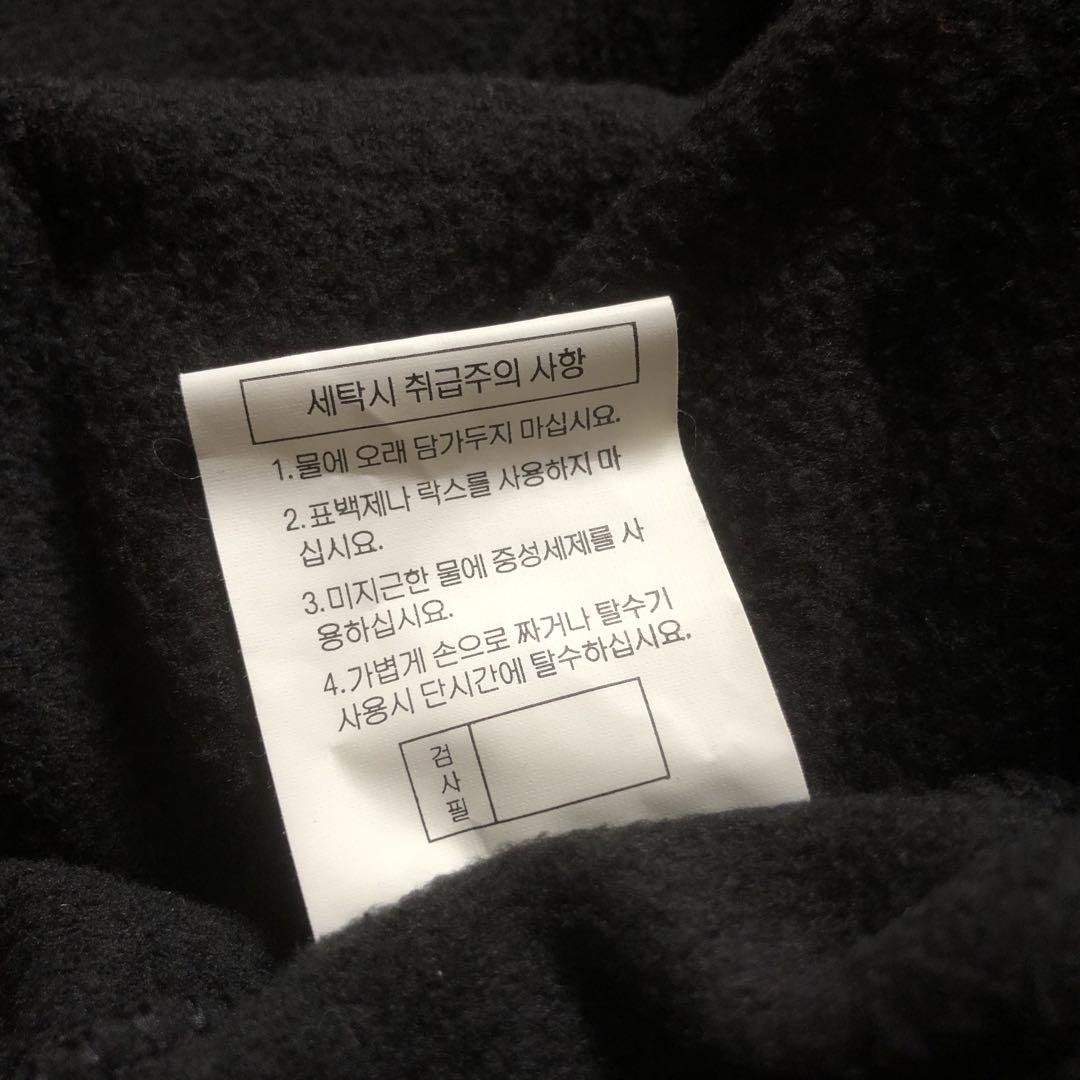 세탁시 취급주의 사항
1.물에 오래 담가두지 마십시요.
2.표백제나 락스를 사용하지 마
십시요.
3.미지근한 물에 중성세제를 사
용하십시요.
4.가볍게 손으로 짜거나 탈수기
사용시 단시간에 탈수하십시요.
검
사
필